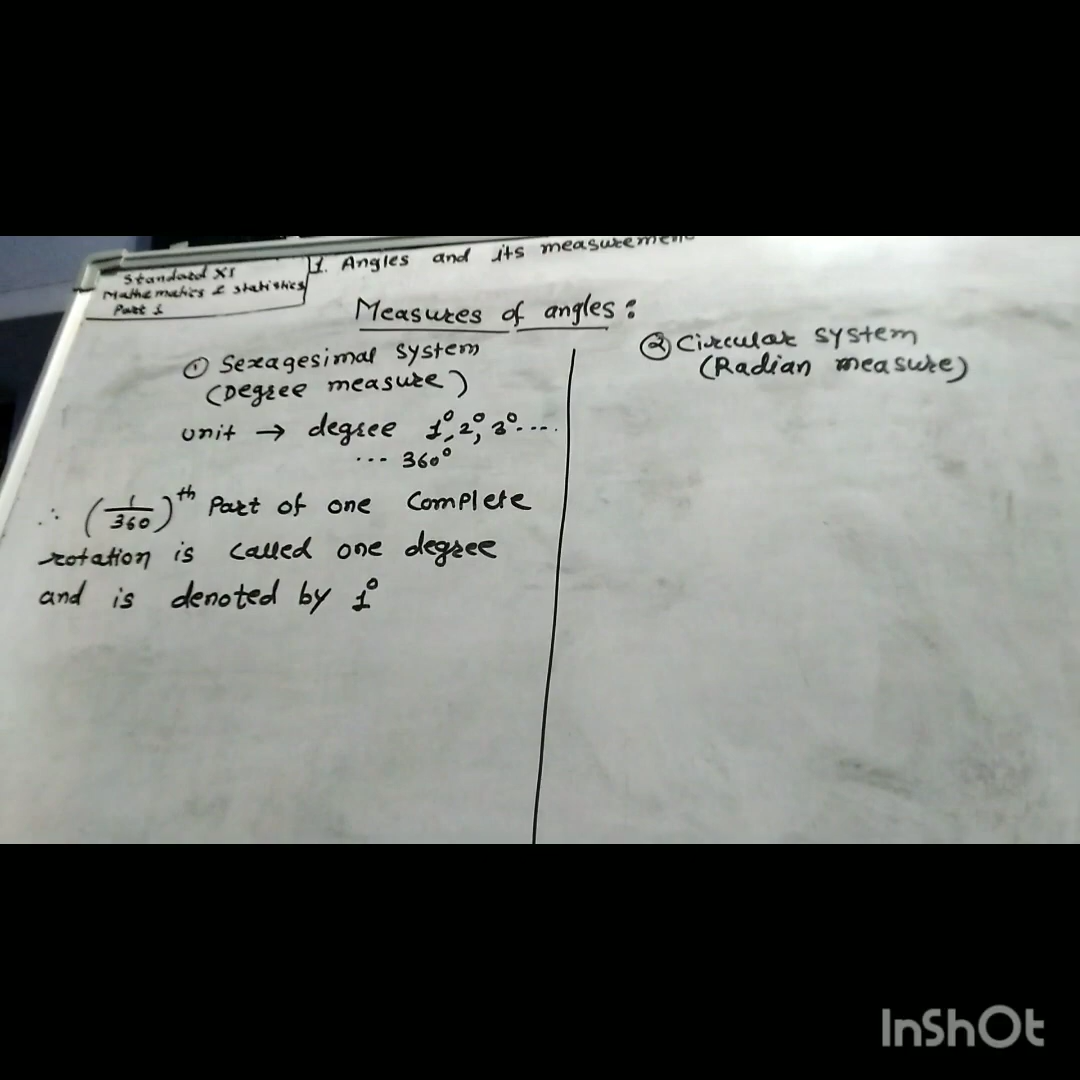 Standard XI
Mathematics & statistics
Part 1
1. Angles and its measurement
Measures of angles :
① Sexagesimal system
(Degree measure)
unit → degree 1°, 2°, 3°....
... 360°
∴ (1/360)th Part of one complete
rotation is called one degree
and is denoted by 1°
② Circular system
(Radian measure)
InShOt